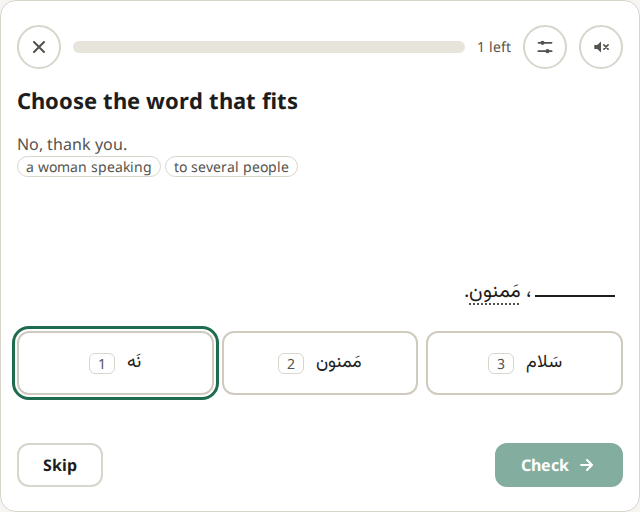 1 left
Choose the word that fits
No, thank you.
a woman speaking to several people
، مَمنون.
1 نَه
2 مَمنون
3 سَلام
Skip Check